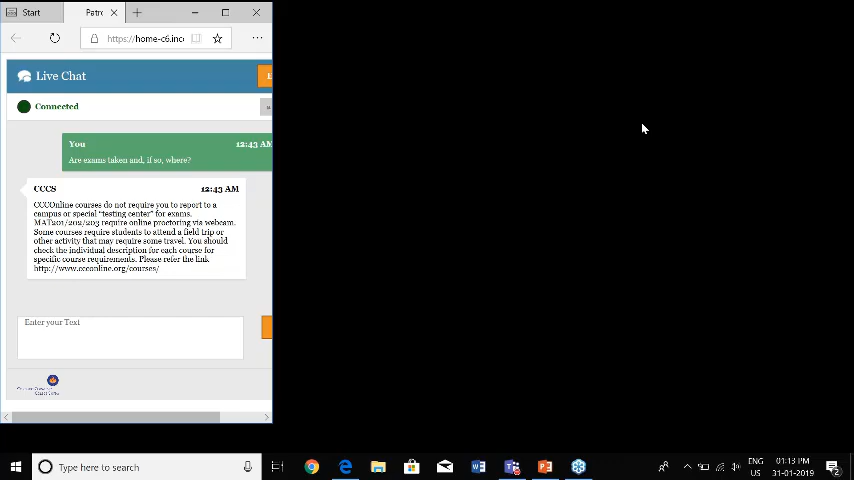 Start
Patro
https://home-c6.inc
Live Chat
Connected
You 12:43 AM
Are exams taken and, if so, where?
CCCS 12:43 AM
CCCOnline courses do not require you to report to a
campus or special “testing center” for exams.
MAT201/202/203 require online proctoring via webcam.
Some courses require students to attend a field trip or
other activity that may require some travel. You should
check the individual description for each course for
specific course requirements. Please refer the link
http://www.ccconline.org/courses/
Enter your Text
Type here to search
ENG
US
01:13 PM
31-01-2019
2